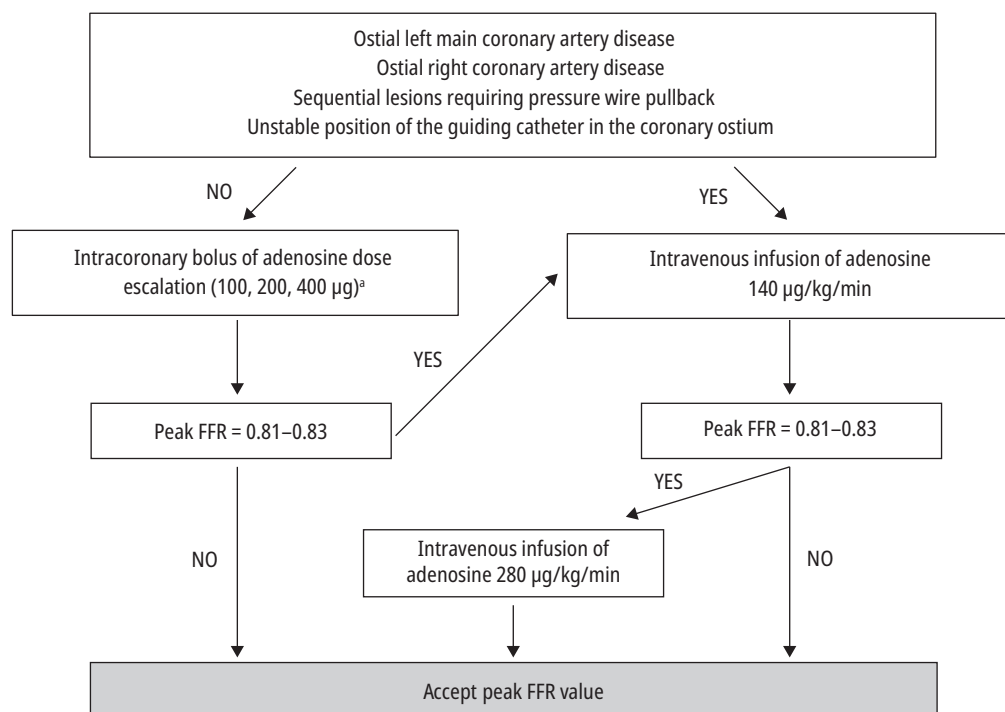 Ostial left main coronary artery disease
Ostial right coronary artery disease
Sequential lesions requiring pressure wire pullback
Unstable position of the guiding catheter in the coronary ostium
NO
YES
Intracoronary bolus of adenosine dose
escalation (100, 200, 400 µg)ᵃ
Intravenous infusion of adenosine
140 µg/kg/min
YES
Peak FFR = 0.81–0.83
Peak FFR = 0.81–0.83
YES
NO
Intravenous infusion of
adenosine 280 µg/kg/min
NO
Accept peak FFR value